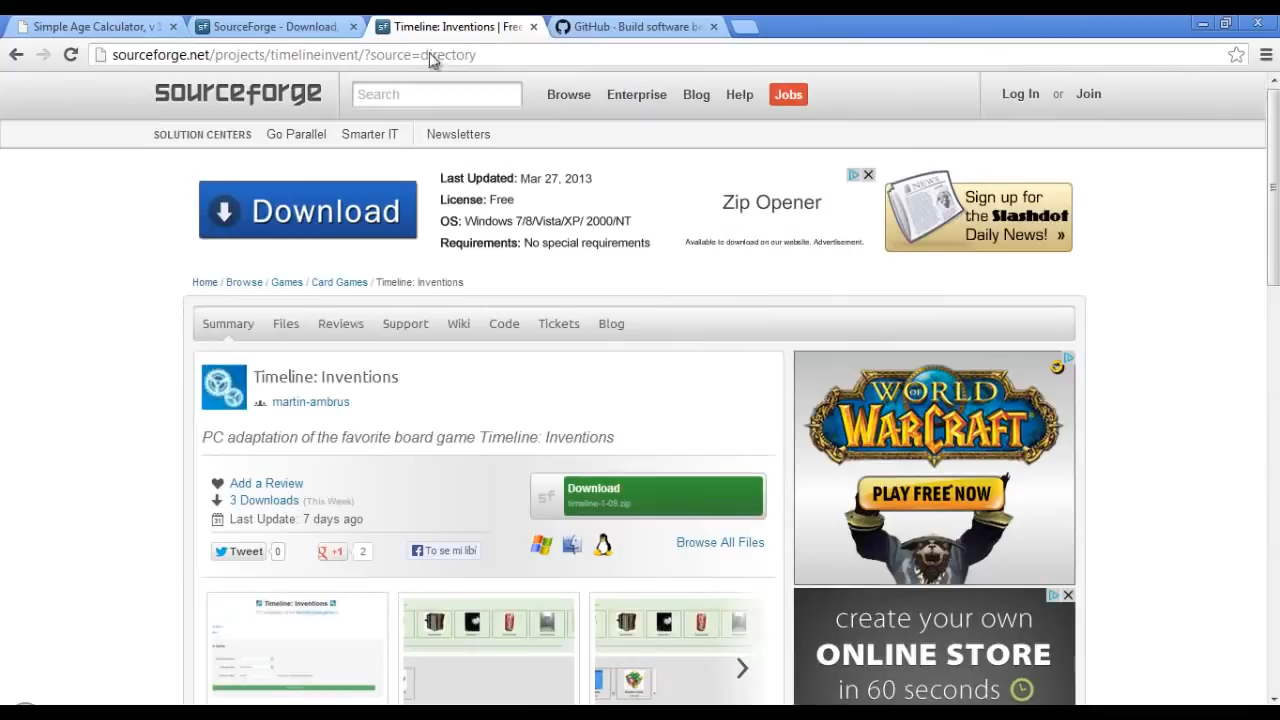 Simple Age Calculator, v 1
SourceForge - Download,
Timeline: Inventions | Free
GitHub · Build software be
sourceforge.net/projects/timelineinvent/?source=directory
sourceforge
Search
Browse
Enterprise
Blog
Help
Jobs
Log In or Join
SOLUTION CENTERS
Go Parallel
Smarter IT
Newsletters
Download
Last Updated: Mar 27, 2013
License: Free
OS: Windows 7/8/Vista/XP/ 2000/NT
Requirements: No special requirements
Zip Opener
Available to download on our website. Advertisement.
NEWS
Sign up for
the Slashdot
Daily News! »
Home / Browse / Games / Card Games / Timeline: Inventions
Summary
Files
Reviews
Support
Wiki
Code
Tickets
Blog
Timeline: Inventions
martin-ambrus
PC adaptation of the favorite board game Timeline: Inventions
Add a Review
3 Downloads (This Week)
Last Update: 7 days ago
Tweet 0
g +1 2
To se mi líbí
sf
Download
timeline-1-09.zip
Browse All Files
Timeline: Inventions
WORLD OF
WARCRAFT
PLAY FREE NOW
create your own
ONLINE STORE
in 60 seconds